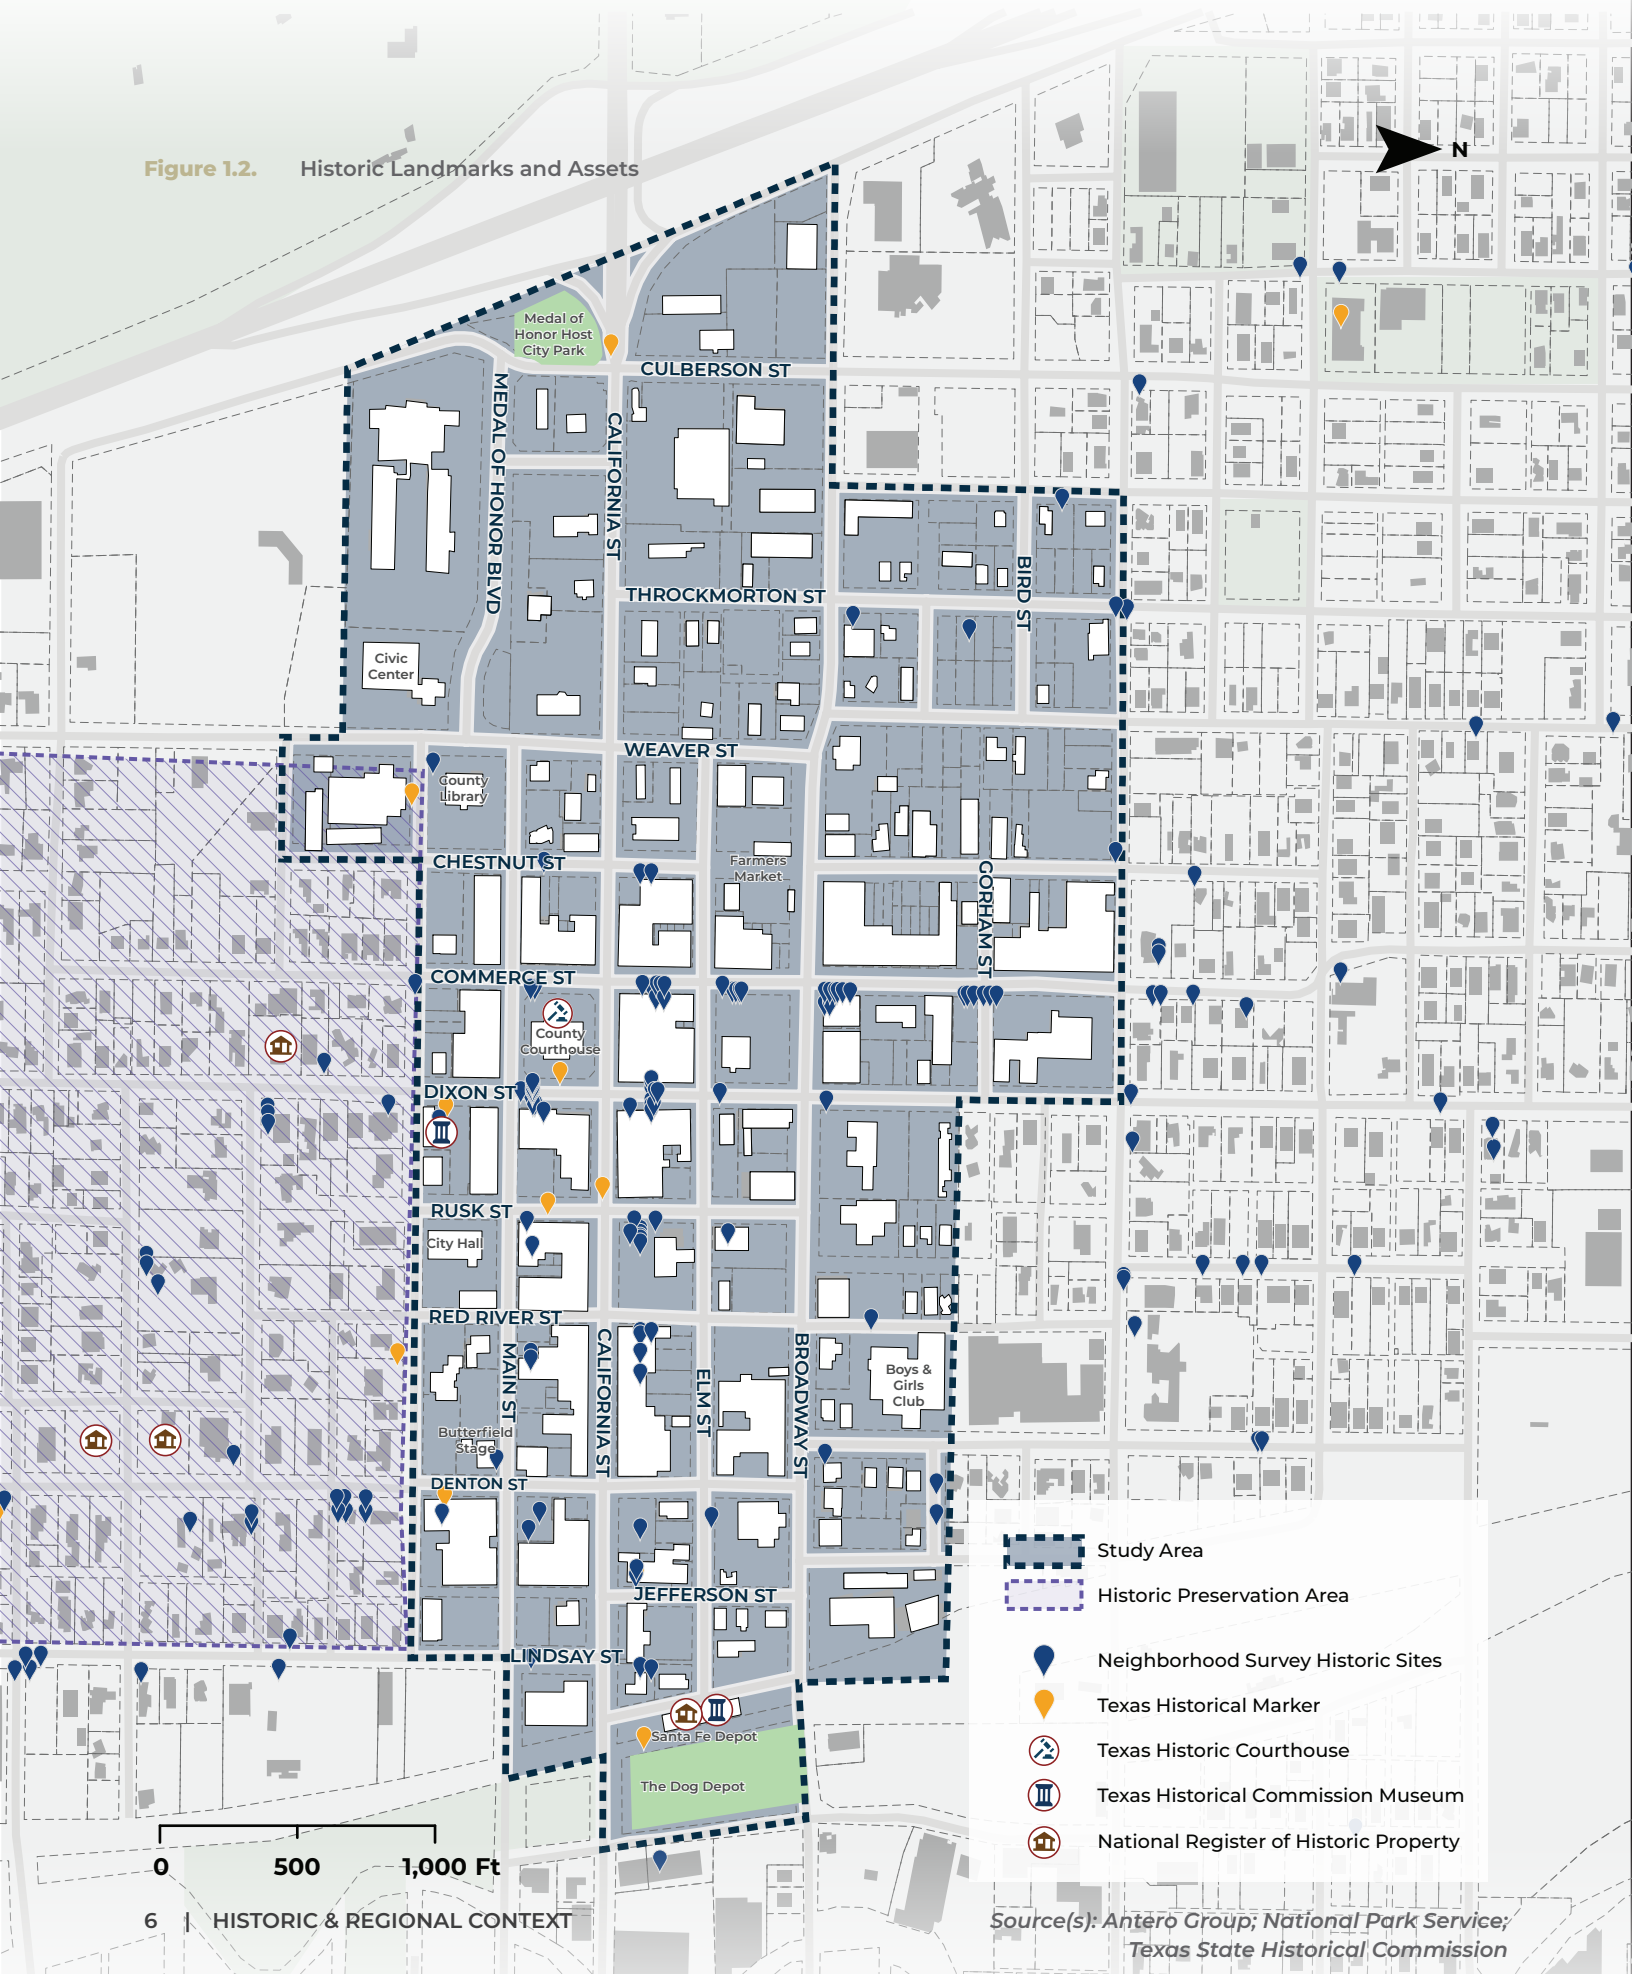 Figure 1.2. Historic Landmarks and Assets
N
Medal of
Honor Host
City Park
CULBERSON ST
MEDAL OF HONOR BLVD
CALIFORNIA ST
THROCKMORTON ST
BIRD ST
Civic
Center
WEAVER ST
County
Library
CHESTNUT ST
Farmers
Market
GORHAM ST
COMMERCE ST
County
Courthouse
DIXON ST
RUSK ST
City Hall
RED RIVER ST
MAIN ST
CALIFORNIA ST
ELM ST
BROADWAY ST
Boys &
Girls
Club
Butterfield
Stage
DENTON ST
JEFFERSON ST
LINDSAY ST
Santa Fe Depot
The Dog Depot
Study Area
Historic Preservation Area
Neighborhood Survey Historic Sites
Texas Historical Marker
Texas Historic Courthouse
Texas Historical Commission Museum
National Register of Historic Property
0 500 1,000 Ft
6 | HISTORIC & REGIONAL CONTEXT
Source(s): Antero Group; National Park Service;
Texas State Historical Commission